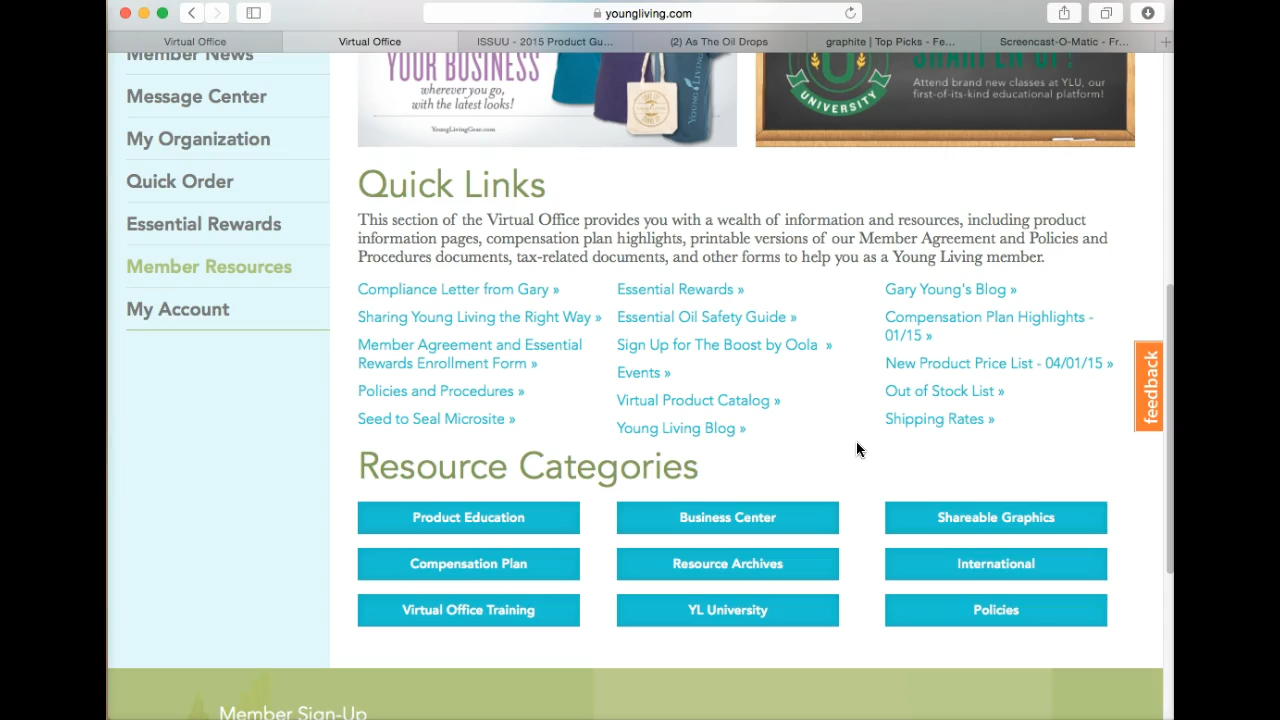 youngliving.com
Virtual Office
Virtual Office
ISSUU - 2015 Product Gu...
(2) As The Oil Drops
graphite | Top Picks - Fe...
Screencast-O-Matic - Fr...
Member News
Message Center
My Organization
Quick Order
Essential Rewards
Member Resources
My Account
YOUR BUSINESS
wherever you go,
with the latest looks!
YoungLivingGear.com
UNIVERSITY
SHARPEN UP!
Attend brand new classes at YLU, our
first-of-its-kind educational platform!
Quick Links
This section of the Virtual Office provides you with a wealth of information and resources, including product
information pages, compensation plan highlights, printable versions of our Member Agreement and Policies and
Procedures documents, tax-related documents, and other forms to help you as a Young Living member.
Compliance Letter from Gary »
Sharing Young Living the Right Way »
Member Agreement and Essential
Rewards Enrollment Form »
Policies and Procedures »
Seed to Seal Microsite »
Essential Rewards »
Essential Oil Safety Guide »
Sign Up for The Boost by Oola »
Events »
Virtual Product Catalog »
Young Living Blog »
Gary Young's Blog »
Compensation Plan Highlights -
01/15 »
New Product Price List - 04/01/15 »
Out of Stock List »
Shipping Rates »
feedback
Resource Categories
Product Education
Business Center
Shareable Graphics
Compensation Plan
Resource Archives
International
Virtual Office Training
YL University
Policies
Member Sign-Up